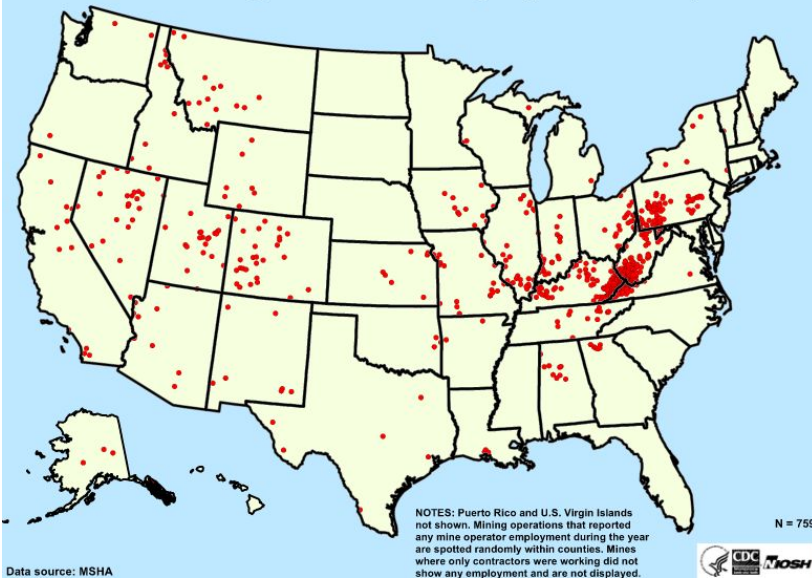 NOTES: Puerto Rico and U.S. Virgin Islands
not shown. Mining operations that reported
any mine operator employment during the year
are spotted randomly within counties. Mines
where only contractors were working did not
show any employment and are not displayed.
N = 759
Data source: MSHA
CDC
NIOSH